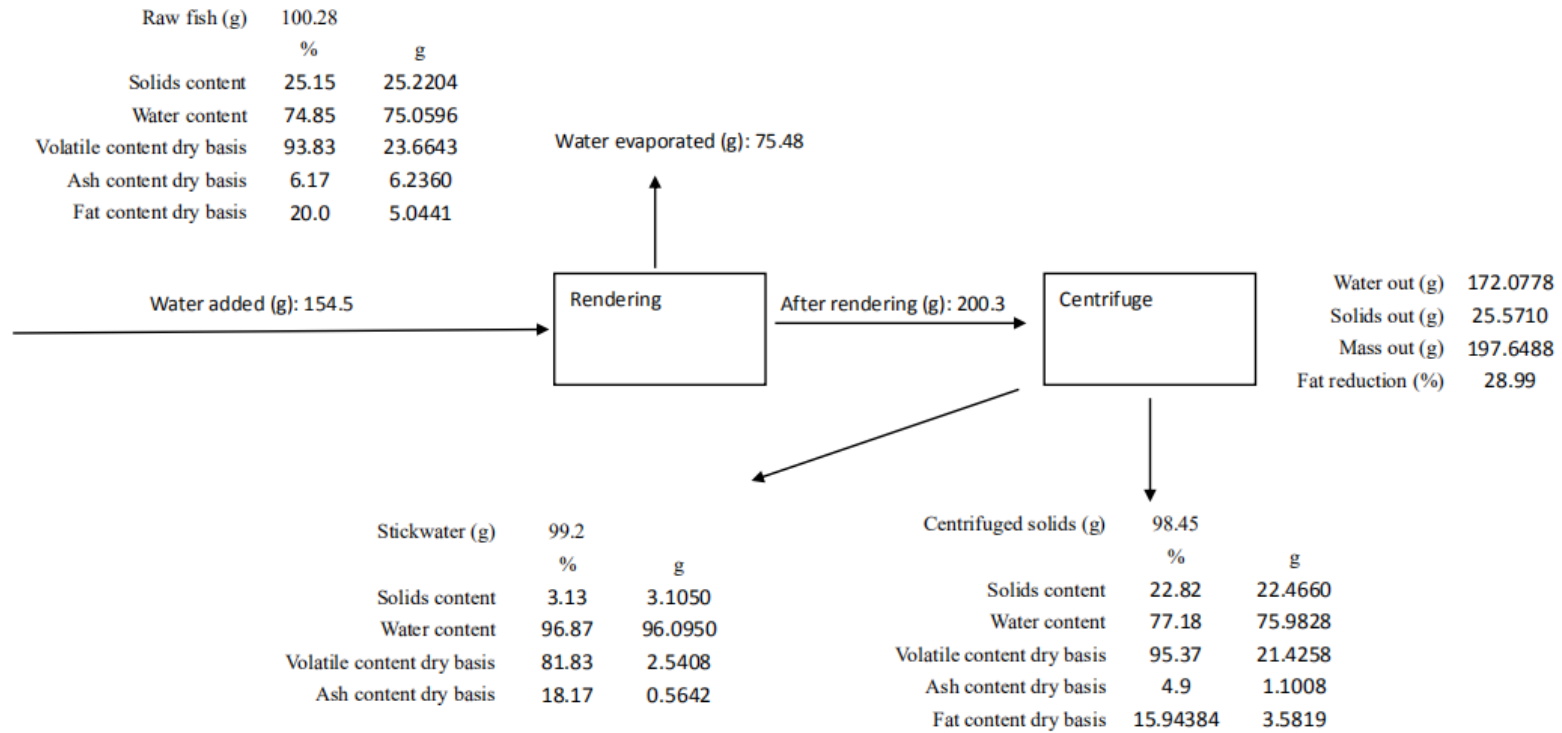 Raw fish (g) 100.28
% g
Solids content 25.15 25.2204
Water content 74.85 75.0596
Volatile content dry basis 93.83 23.6643
Ash content dry basis 6.17 6.2360
Fat content dry basis 20.0 5.0441
Water evaporated (g): 75.48
Water added (g): 154.5
Rendering
After rendering (g): 200.3
Centrifuge
Water out (g) 172.0778
Solids out (g) 25.5710
Mass out (g) 197.6488
Fat reduction (%) 28.99
Stickwater (g) 99.2
% g
Solids content 3.13 3.1050
Water content 96.87 96.0950
Volatile content dry basis 81.83 2.5408
Ash content dry basis 18.17 0.5642
Centrifuged solids (g) 98.45
% g
Solids content 22.82 22.4660
Water content 77.18 75.9828
Volatile content dry basis 95.37 21.4258
Ash content dry basis 4.9 1.1008
Fat content dry basis 15.94384 3.5819